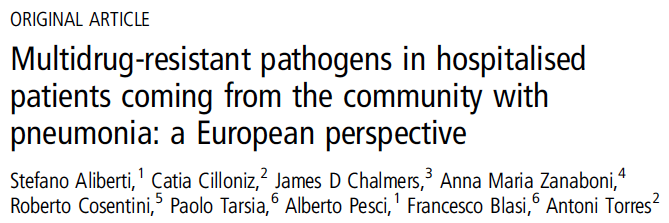 ORIGINAL ARTICLE
Multidrug-resistant pathogens in hospitalised
patients coming from the community with
pneumonia: a European perspective
Stefano Aliberti,1 Catia Cilloniz,2 James D Chalmers,3 Anna Maria Zanaboni,4
Roberto Cosentini,5 Paolo Tarsia,6 Alberto Pesci,1 Francesco Blasi,6 Antoni Torres2